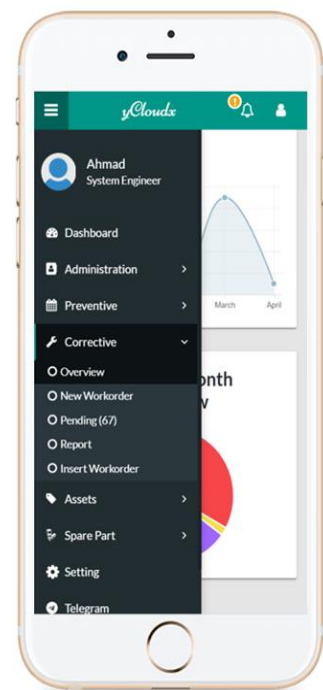 yCloudx
Ahmad
System Engineer
Dashboard
Administration
Preventive
March April
Corrective
Overview
New Workorder
Pending (67)
Report
Insert Workorder
Assets
Spare Part
Setting
Telegram